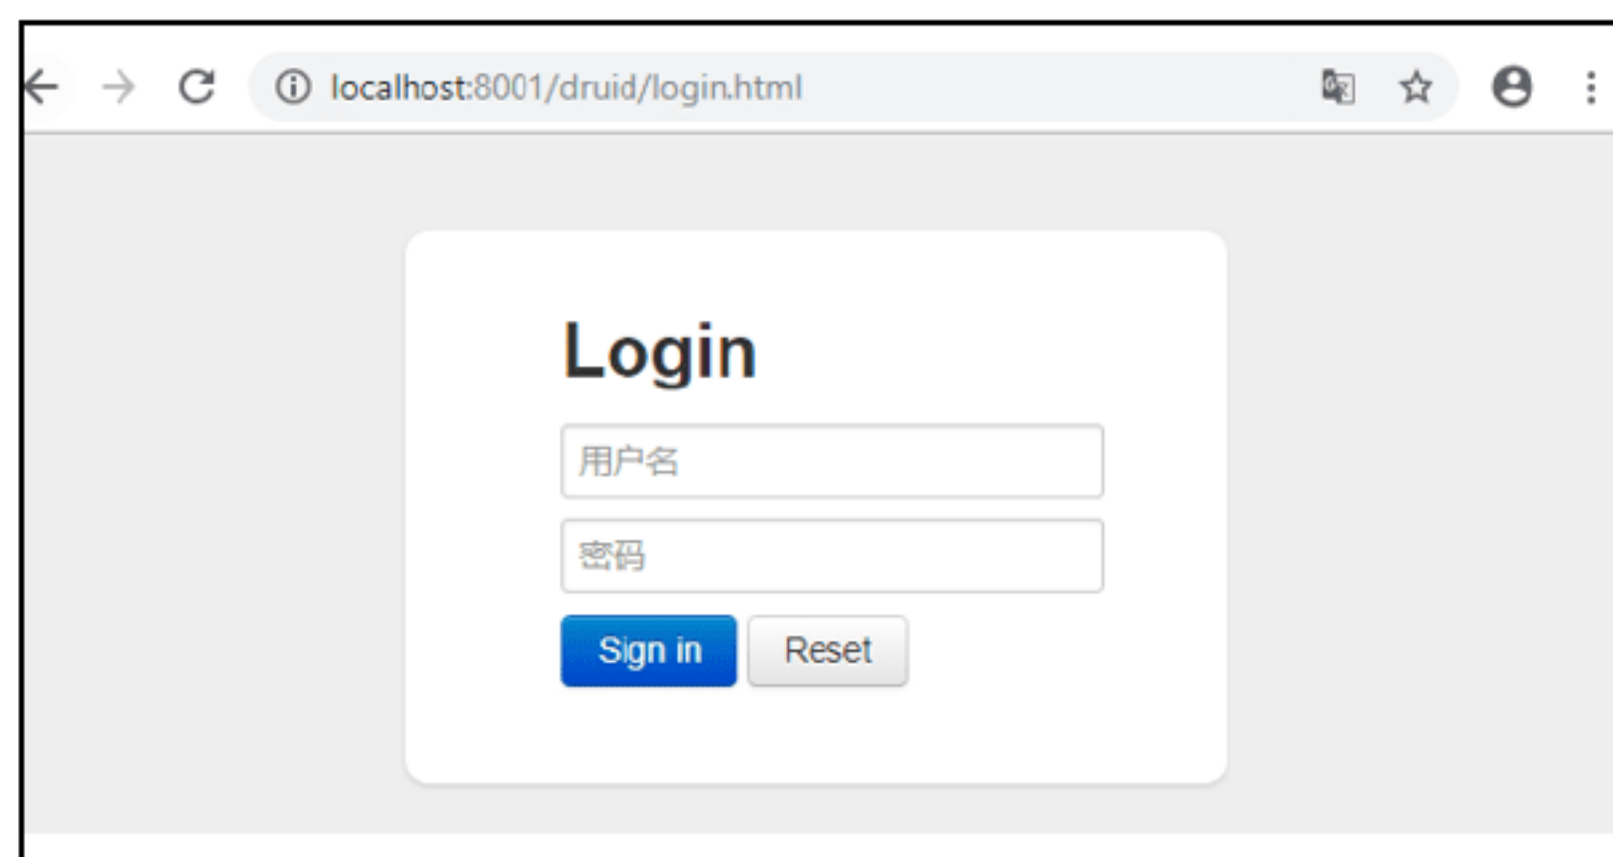 localhost:8001/druid/login.html
Login
用户名
密码
Sign in Reset